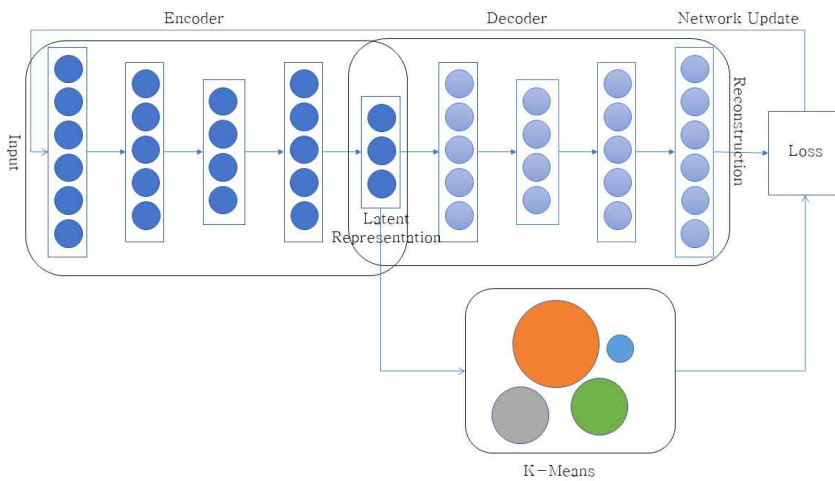 Encoder
Decoder
Network Update
Input
Latent
Representation
Reconstruction
Loss
K-Means